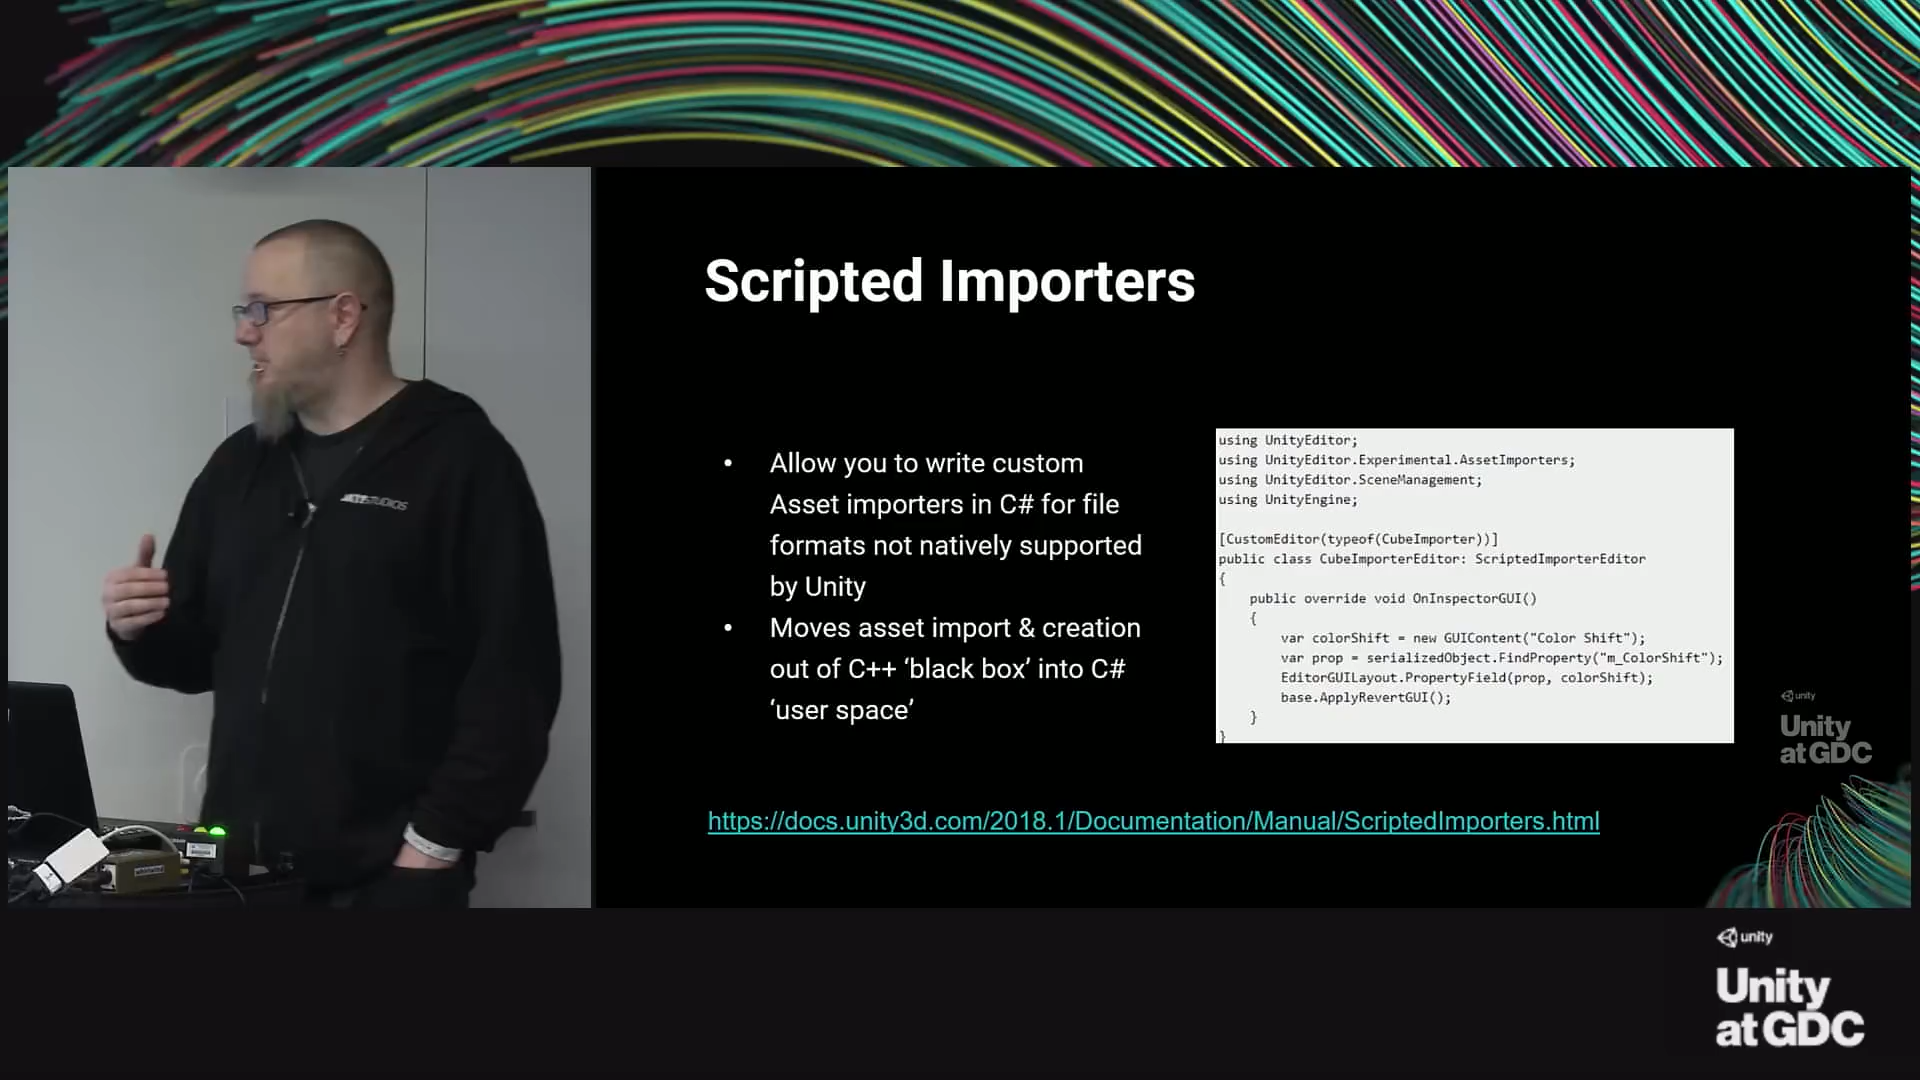 Scripted Importers
• Allow you to write custom
Asset importers in C# for file
formats not natively supported
by Unity
• Moves asset import & creation
out of C++ ‘black box’ into C#
‘user space’
using UnityEditor;
using UnityEditor.Experimental.AssetImporters;
using UnityEditor.SceneManagement;
using UnityEngine;
[CustomEditor(typeof(CubeImporter))]
public class CubeImporterEditor: ScriptedImporterEditor
{
public override void OnInspectorGUI()
{
var colorShift = new GUIContent("Color Shift");
var prop = serializedObject.FindProperty("m_ColorShift");
EditorGUILayout.PropertyField(prop, colorShift);
base.ApplyRevertGUI();
}
}
https://docs.unity3d.com/2018.1/Documentation/Manual/ScriptedImporters.html
unity
Unity
at GDC
unity
Unity
at GDC